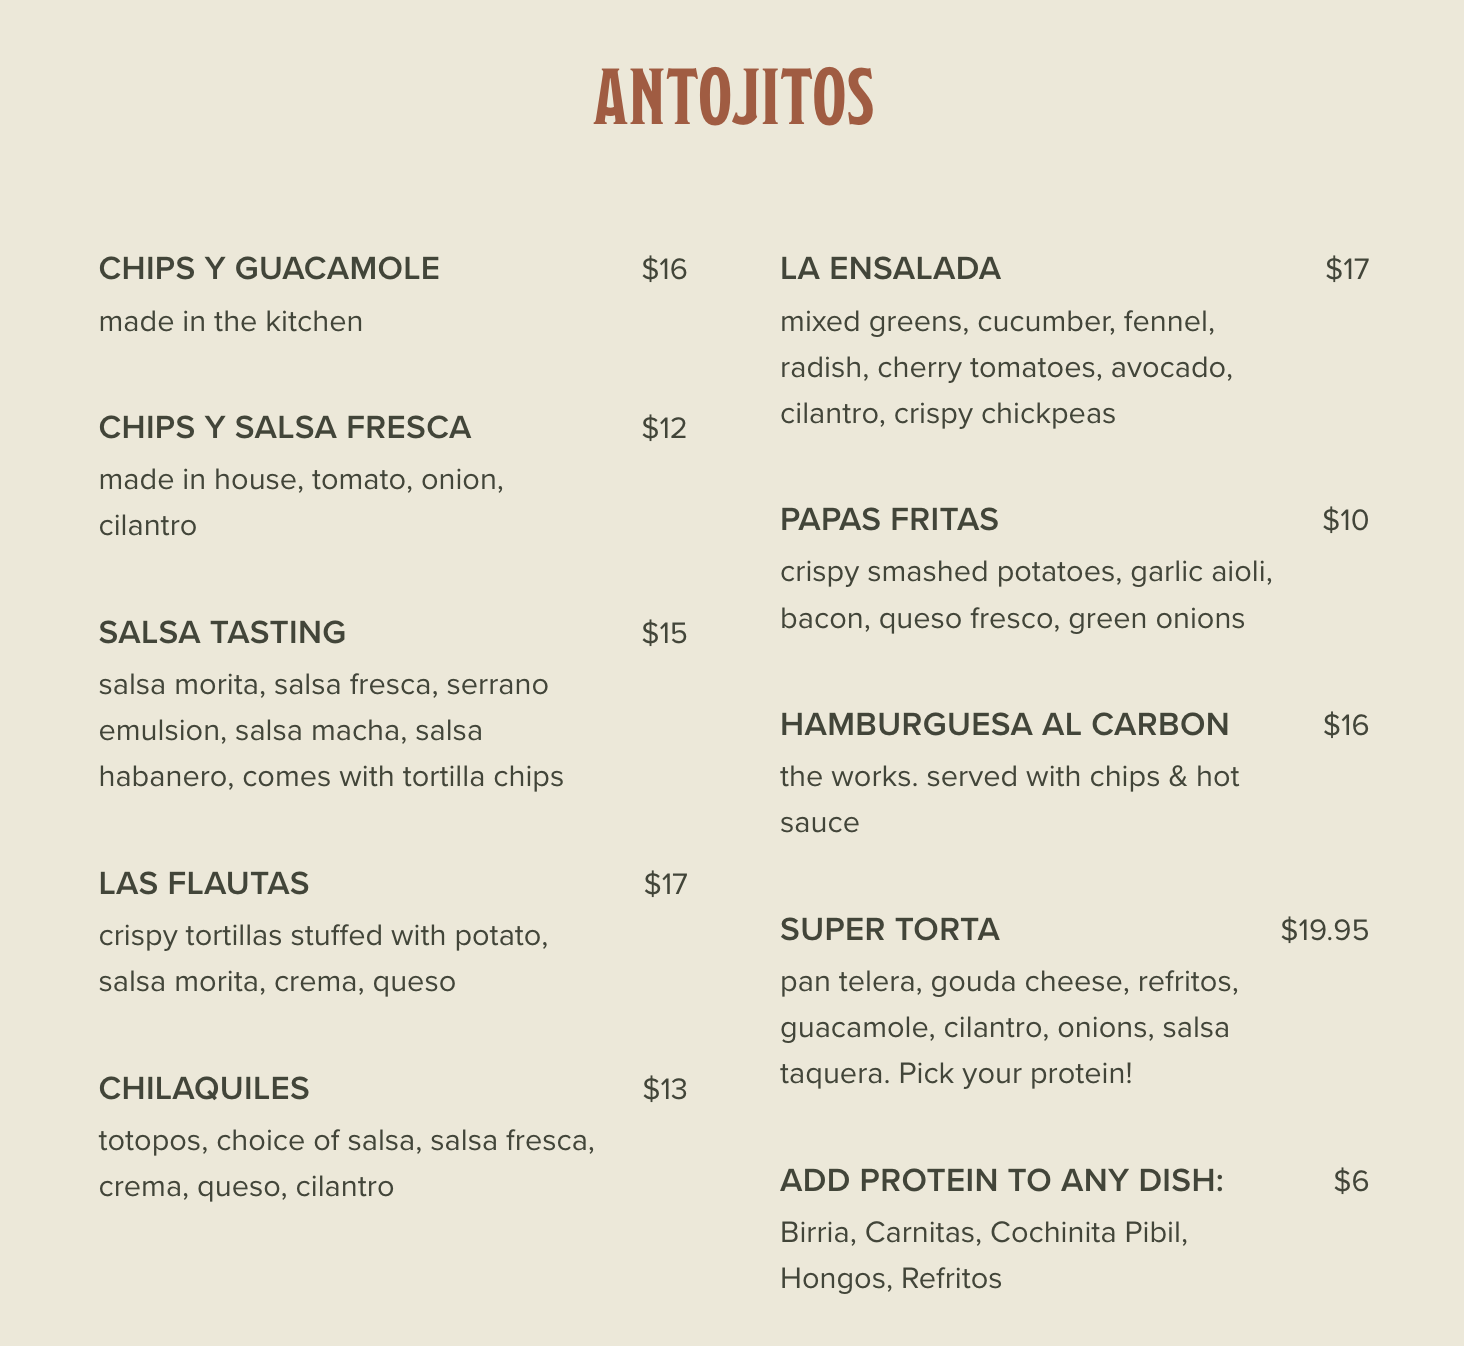 ANTOJITOS
CHIPS Y GUACAMOLE $16
made in the kitchen
CHIPS Y SALSA FRESCA $12
made in house, tomato, onion,
cilantro
SALSA TASTING $15
salsa morita, salsa fresca, serrano
emulsion, salsa macha, salsa
habanero, comes with tortilla chips
LAS FLAUTAS $17
crispy tortillas stuffed with potato,
salsa morita, crema, queso
CHILAQUILES $13
totopos, choice of salsa, salsa fresca,
crema, queso, cilantro
LA ENSALADA $17
mixed greens, cucumber, fennel,
radish, cherry tomatoes, avocado,
cilantro, crispy chickpeas
PAPAS FRITAS $10
crispy smashed potatoes, garlic aioli,
bacon, queso fresco, green onions
HAMBURGUESA AL CARBON $16
the works. served with chips & hot
sauce
SUPER TORTA $19.95
pan telera, gouda cheese, refritos,
guacamole, cilantro, onions, salsa
taquera. Pick your protein!
ADD PROTEIN TO ANY DISH: $6
Birria, Carnitas, Cochinita Pibil,
Hongos, Refritos